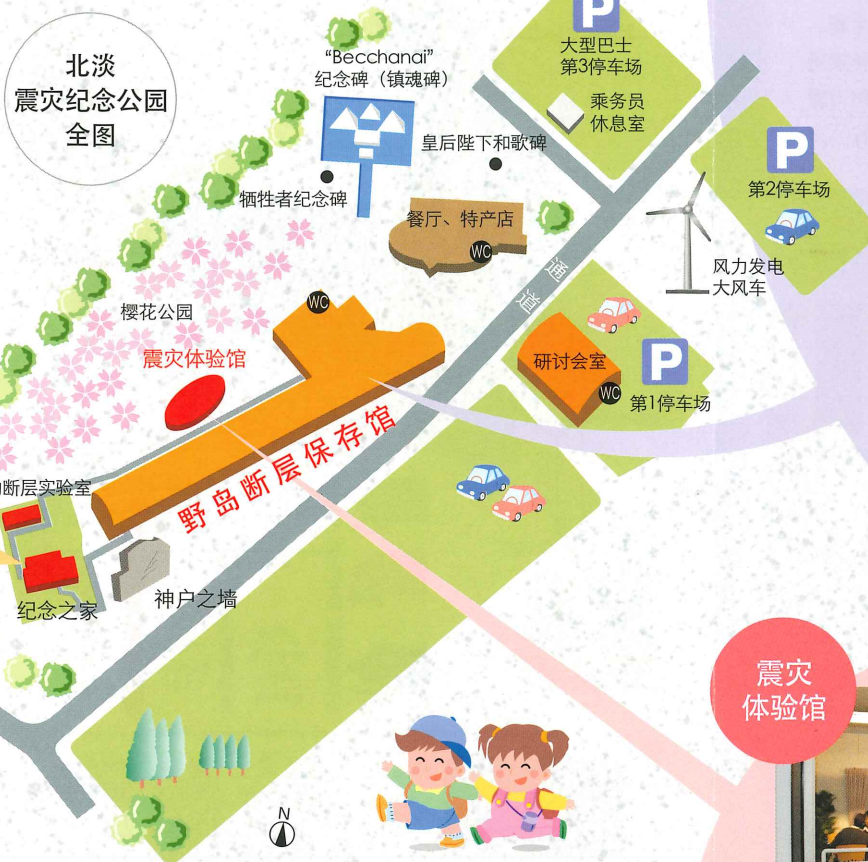 北淡
震灾纪念公园
全图
“Becchanai”
纪念碑（镇魂碑）
P
大型巴士
第3停车场
乘务员
休息室
皇后陛下和歌碑
牺牲者纪念碑
P
第2停车场
餐厅、特产店
WC
风力发电
大风车
通道
樱花公园
WC
震灾体验馆
研讨会室
WC
P
第1停车场
野岛断层保存馆
断层实验室
纪念之家
神户之墙
震灾
体验馆
N